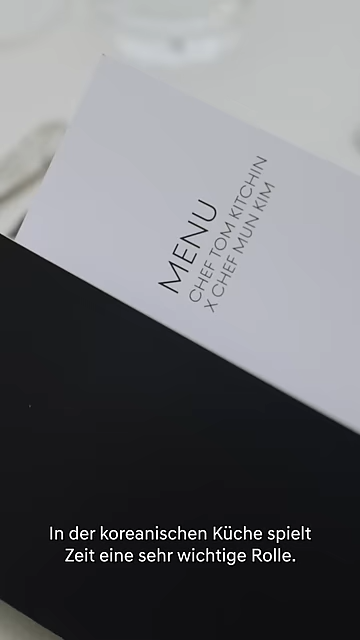 MENU
CHEF TOM KITCHIN
X CHEF MUN KIM
In der koreanischen Küche spielt
Zeit eine sehr wichtige Rolle.